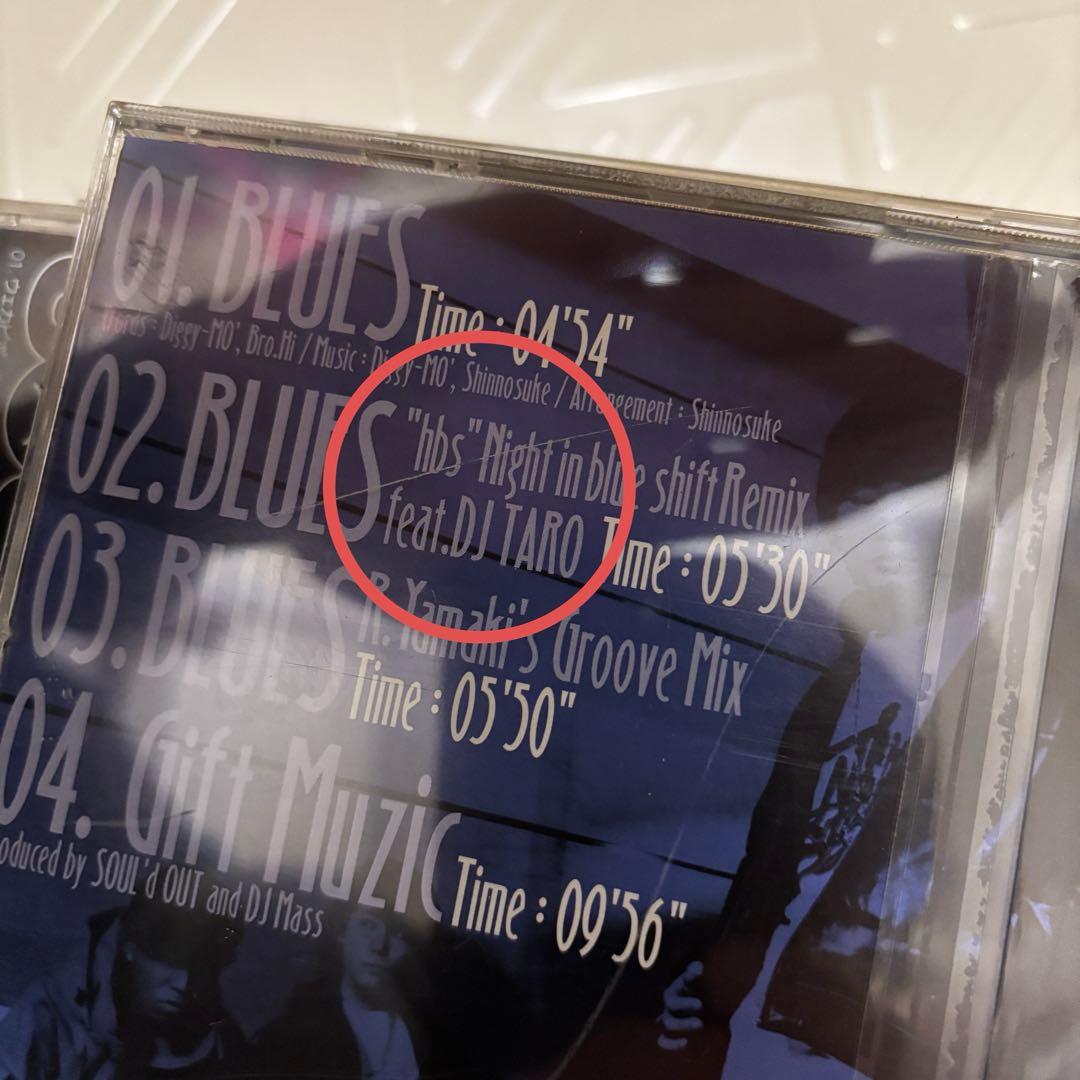 01. BLUES Time : 04'54"
Words : Diggy-MO', Bro.Hi / Music : Diggy-MO', Shinnosuke / Arrangement : Shinnosuke
02. BLUES "hbs" Night in blue shift Remix
feat. DJ TARO Time : 05'30"
03. BLUES R. Yamaki's Groove Mix
Time : 05'50"
04. Gift Muzic Time : 09'56"
oduced by SOUL'd OUT and DJ Mass